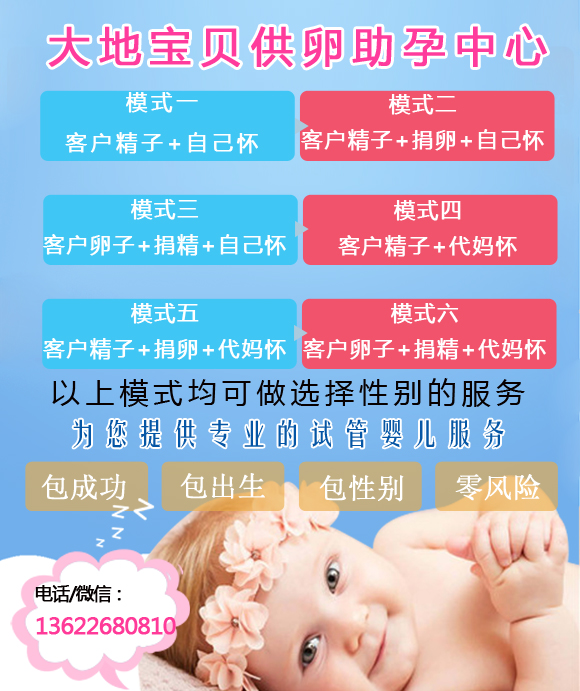 大地宝贝供卵助孕中心
模式一
客户精子+自己怀
模式二
客户精子+捐卵+自己怀
模式三
客户卵子+捐精+自己怀
模式四
客户精子+代妈怀
模式五
客户精子+捐卵+代妈怀
模式六
客户卵子+捐精+代妈怀
以上模式均可做选择性别的服务
为您提供专业的试管婴儿服务
包成功
包出生
包性别
零风险
z z z z z
电话/微信：
13622680810